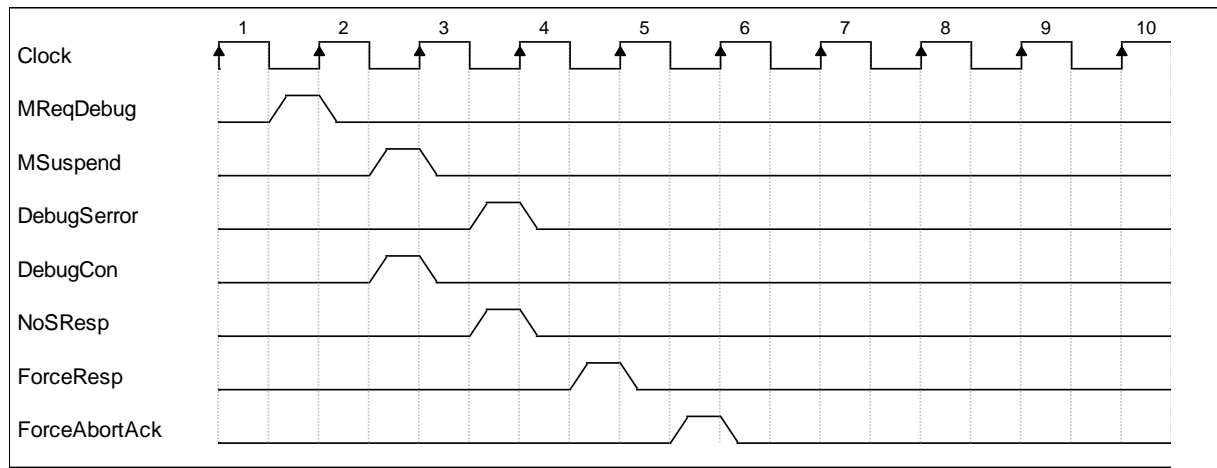 1 2 3 4 5 6 7 8 9 10
Clock
MReqDebug
MSuspend
DebugSerror
DebugCon
NoSResp
ForceResp
ForceAbortAck